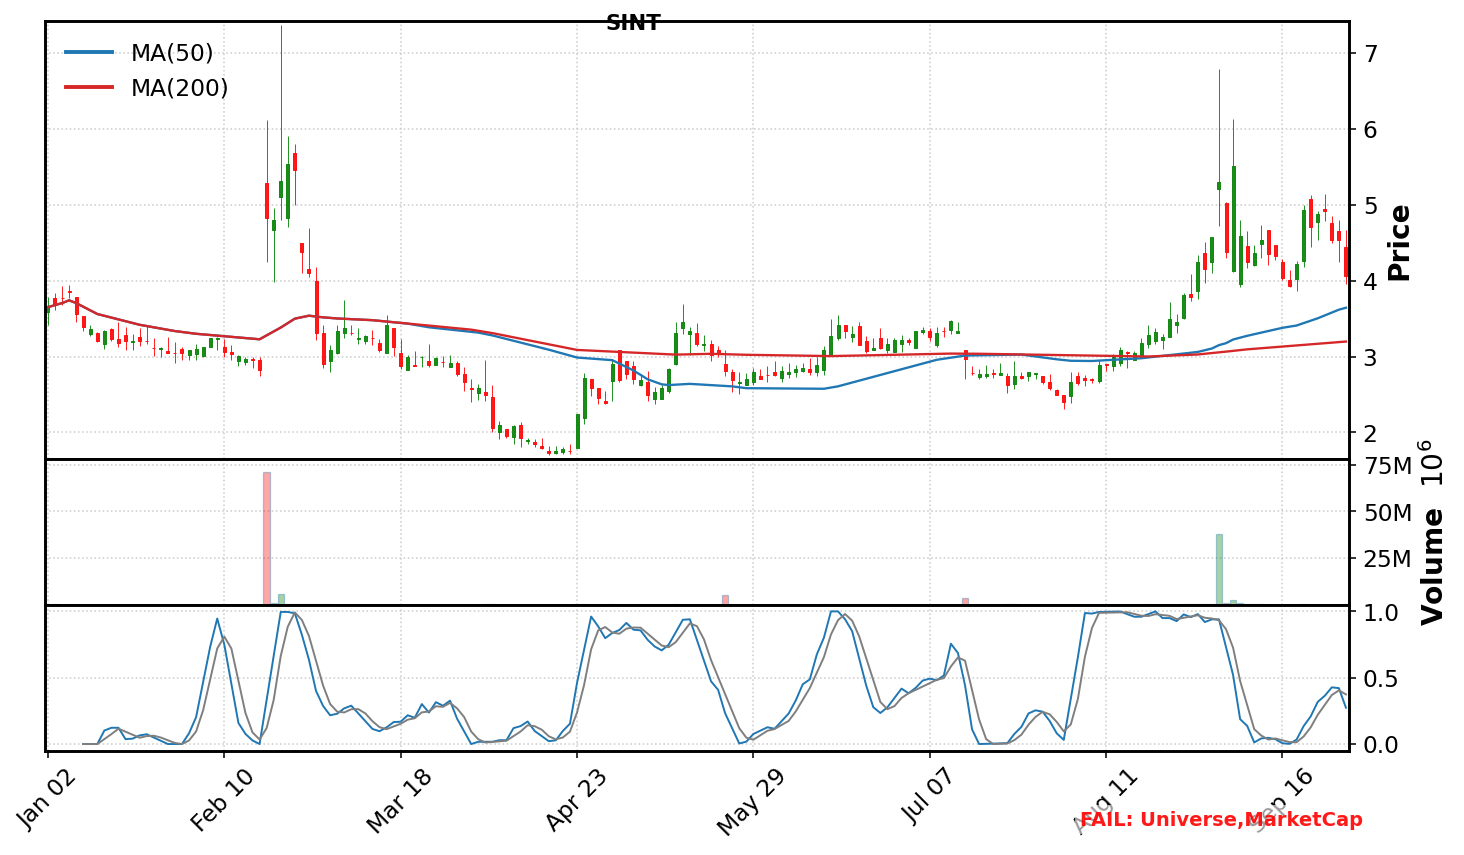 SINT
MA(50)
MA(200)
7
6
5
4
3
2
Price
75M
50M
25M
Volume 10^6
1.0
0.5
0.0
Jan 02
Feb 10
Mar 18
Apr 23
May 29
Jul 07
Aug 11
Sep 16
FAIL: Universe,MarketCap